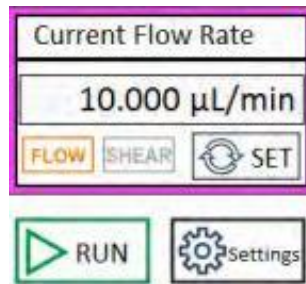 Current Flow Rate
10.000 µL/min
FLOW SHEAR SET
RUN Settings